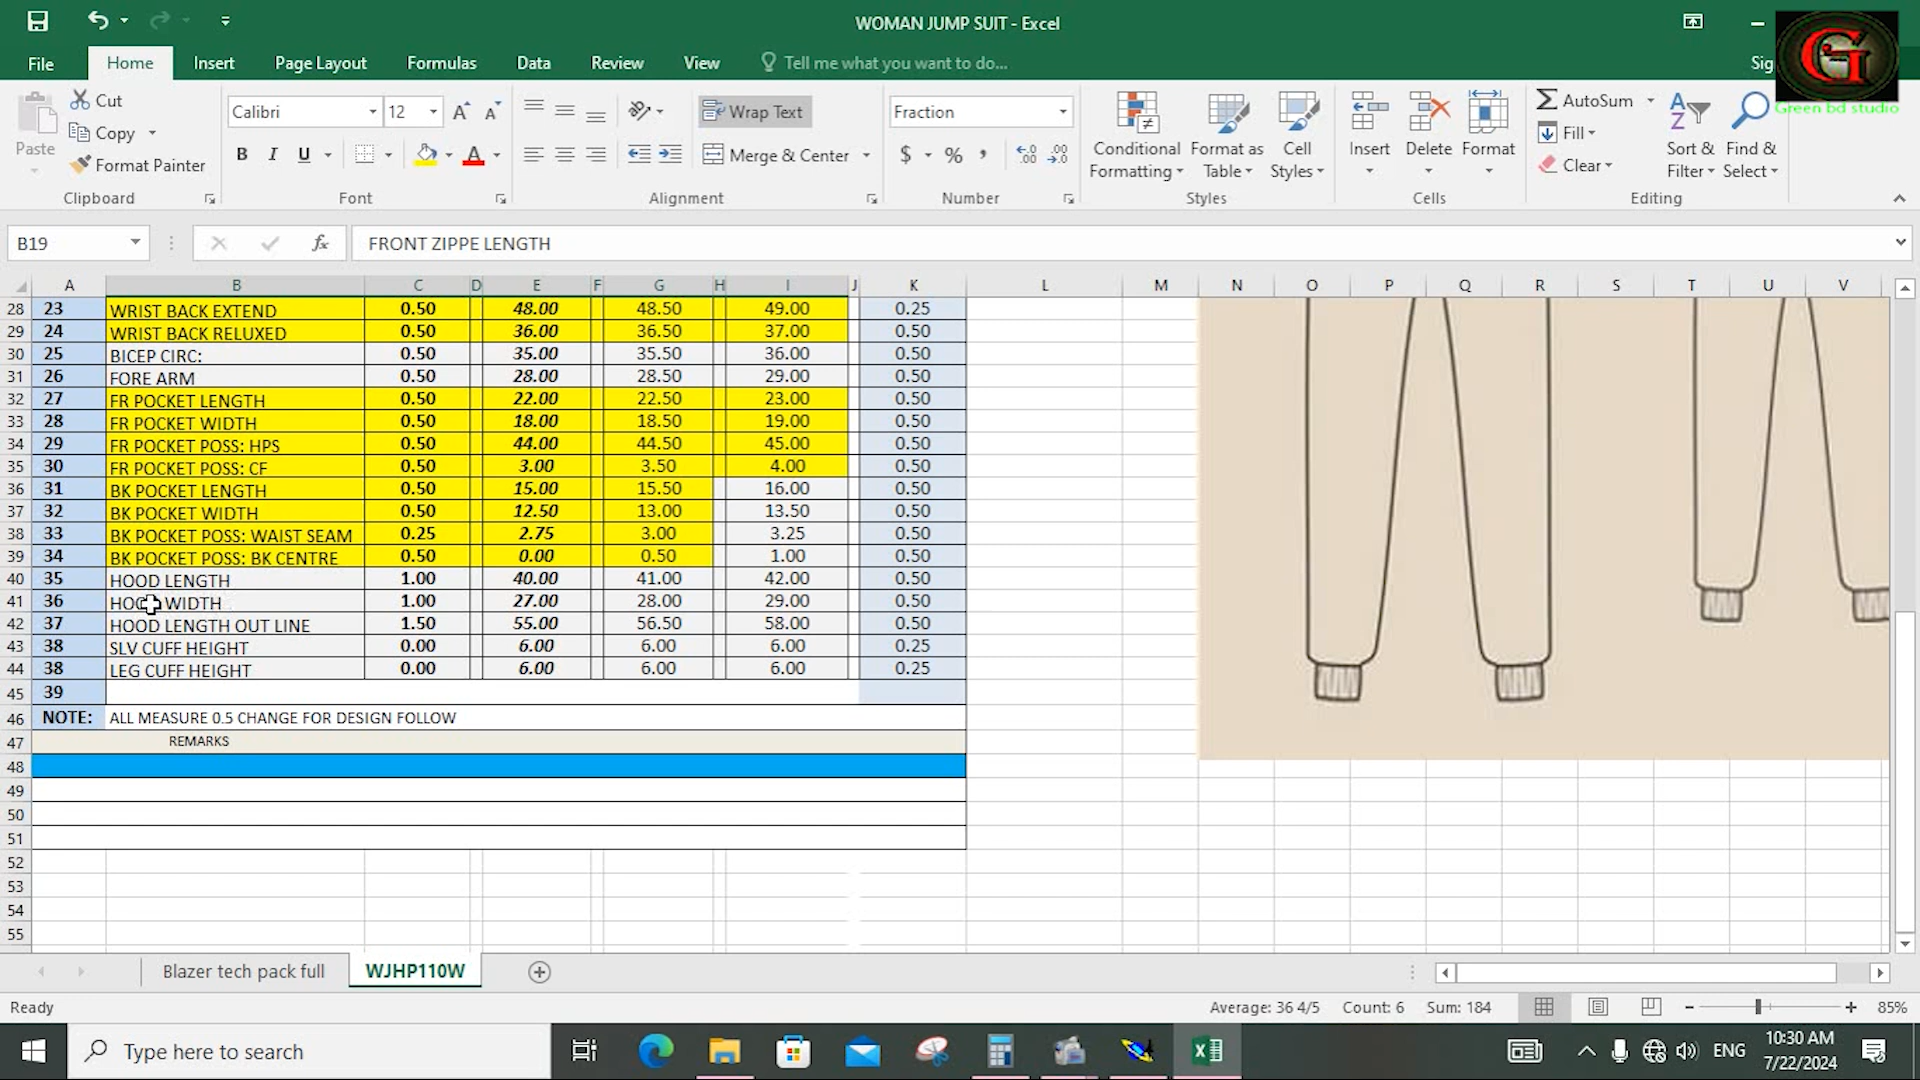 WOMAN JUMP SUIT - Excel
File Home Insert Page Layout Formulas Data Review View Tell me what you want to do... Sig
G
Green bd studio
Paste Cut
Copy
Format Painter
Calibri 12
B I U
Wrap Text
Merge & Center
Fraction
$ % ,
Conditional Formatting
Format as Table
Cell Styles
Insert Delete Format
AutoSum
Fill
Clear
Sort & Filter
Find & Select
Clipboard Font Alignment Number Styles Cells Editing
B19 fx FRONT ZIPPE LENGTH
A B C D E F G H I J K L M N O P Q R S T U V
28 23 WRIST BACK EXTEND 0.50 48.00 48.50 49.00 0.25
29 24 WRIST BACK RELUXED 0.50 36.00 36.50 37.00 0.50
30 25 BICEP CIRC: 0.50 35.00 35.50 36.00 0.50
31 26 FORE ARM 0.50 28.00 28.50 29.00 0.50
32 27 FR POCKET LENGTH 0.50 22.00 22.50 23.00 0.50
33 28 FR POCKET WIDTH 0.50 18.00 18.50 19.00 0.50
34 29 FR POCKET POSS: HPS 0.50 44.00 44.50 45.00 0.50
35 30 FR POCKET POSS: CF 0.50 3.00 3.50 4.00 0.50
36 31 BK POCKET LENGTH 0.50 15.00 15.50 16.00 0.50
37 32 BK POCKET WIDTH 0.50 12.50 13.00 13.50 0.50
38 33 BK POCKET POSS: WAIST SEAM 0.25 2.75 3.00 3.25 0.50
39 34 BK POCKET POSS: BK CENTRE 0.50 0.00 0.50 1.00 0.50
40 35 HOOD LENGTH 1.00 40.00 41.00 42.00 0.50
41 36 HOOD WIDTH 1.00 27.00 28.00 29.00 0.50
42 37 HOOD LENGTH OUT LINE 1.50 55.00 56.50 58.00 0.50
43 38 SLV CUFF HEIGHT 0.00 6.00 6.00 6.00 0.25
44 38 LEG CUFF HEIGHT 0.00 6.00 6.00 6.00 0.25
45 39
46 NOTE: ALL MEASURE 0.5 CHANGE FOR DESIGN FOLLOW
47 REMARKS
48
49
50
51
52
53
54
55
Blazer tech pack full WJHP110W
Ready Average: 36 4/5 Count: 6 Sum: 184 85%
Type here to search ENG 10:30 AM
7/22/2024